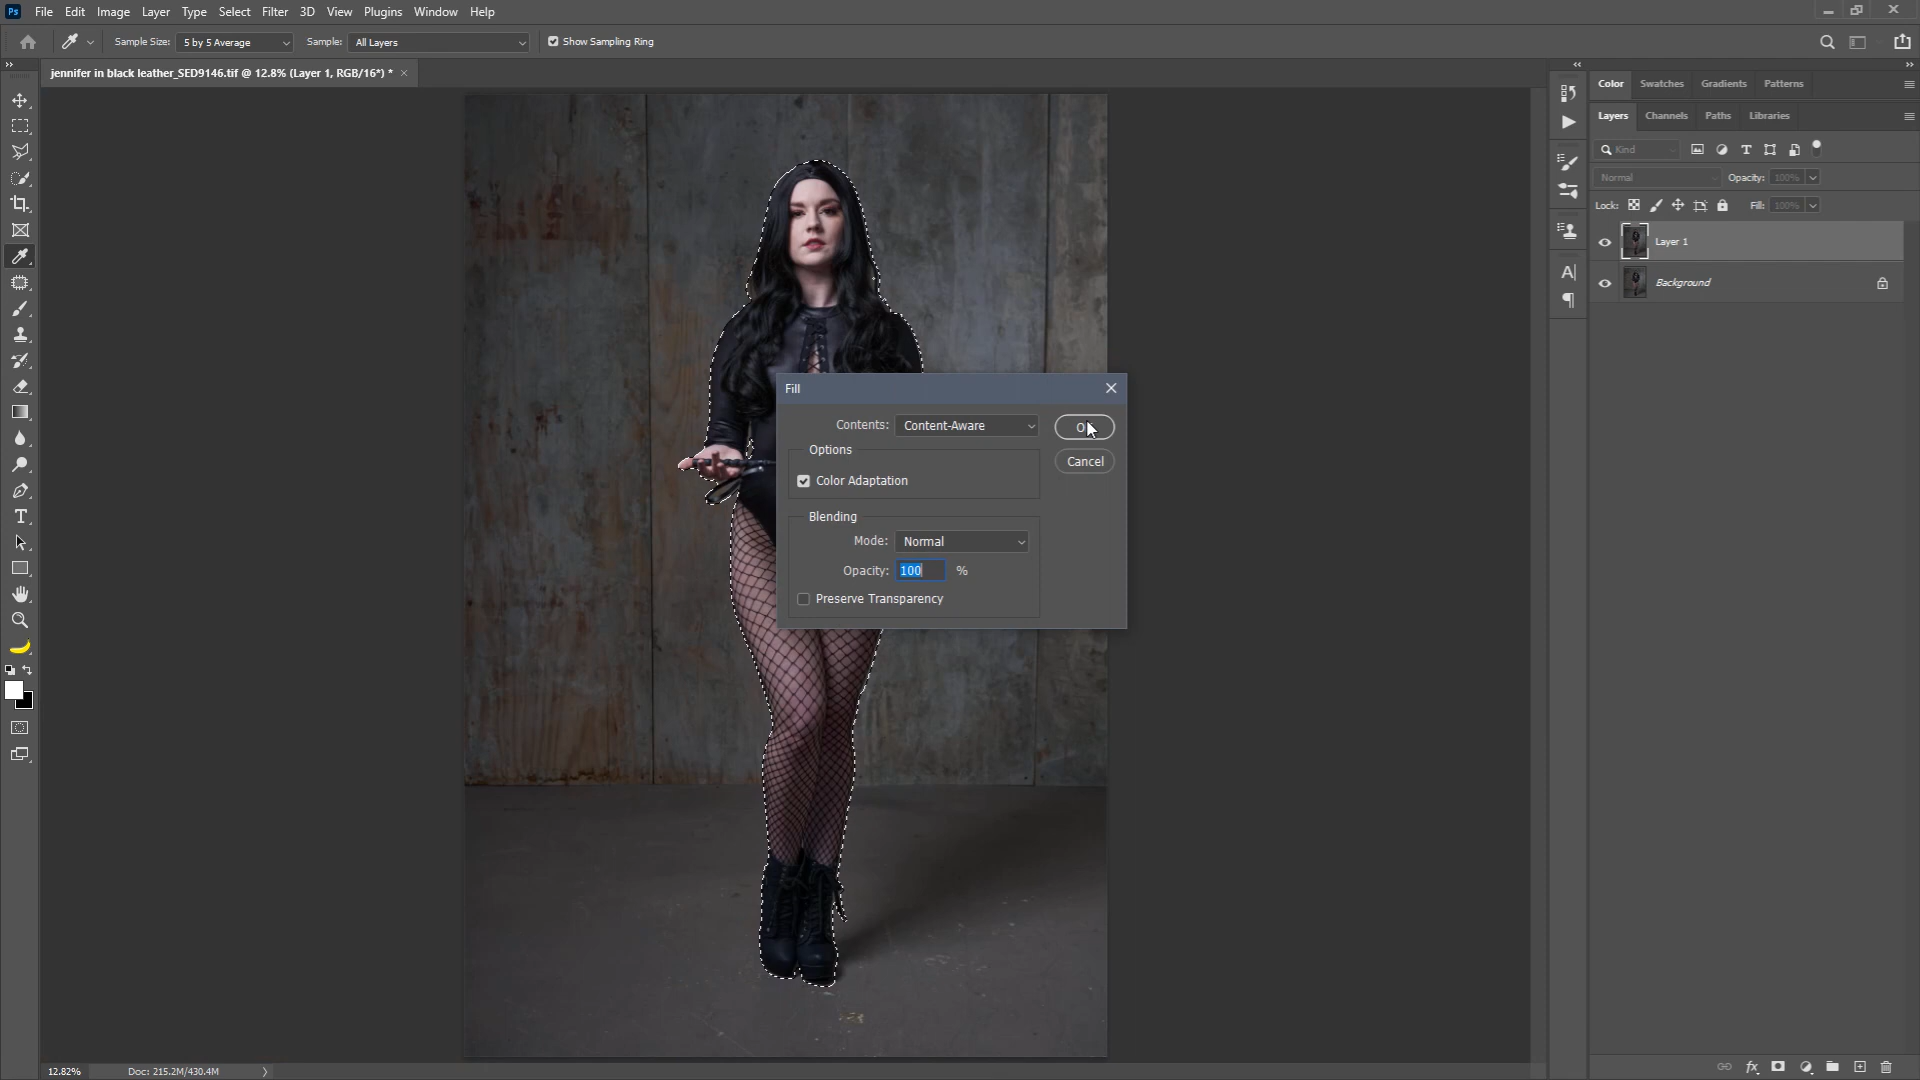 Ps File Edit Image Layer Type Select Filter 3D View Plugins Window Help
Sample Size: 5 by 5 Average Sample: All Layers Show Sampling Ring
jennifer in black leather_SED9146.tif @ 12.8% (Layer 1, RGB/16*) * ×
Color Swatches Gradients Patterns
Layers Channels Paths Libraries
Kind
Normal Opacity: 100%
Lock: Fill: 100%
Layer 1
Background
Fill
Contents: Content-Aware
Options
Cancel
Color Adaptation
Blending
Mode: Normal
Opacity: 100 %
Preserve Transparency
12.82% Doc: 215.2M/430.4M